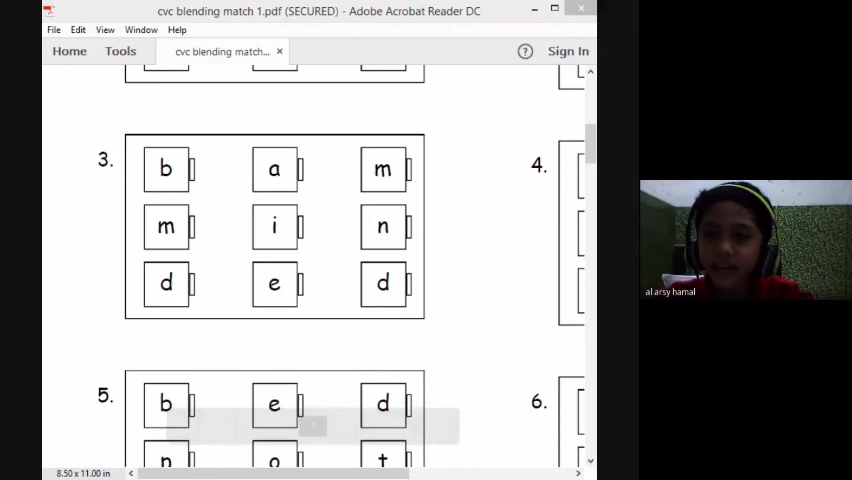 cvc blending match 1.pdf (SECURED) - Adobe Acrobat Reader DC
File Edit View Window Help
Home Tools cvc blending match... × ? Sign In
3. 4.
b a m
m i n
d e d
5. 6.
b e d
p o t
8.50 x 11.00 in
al arsy hamal